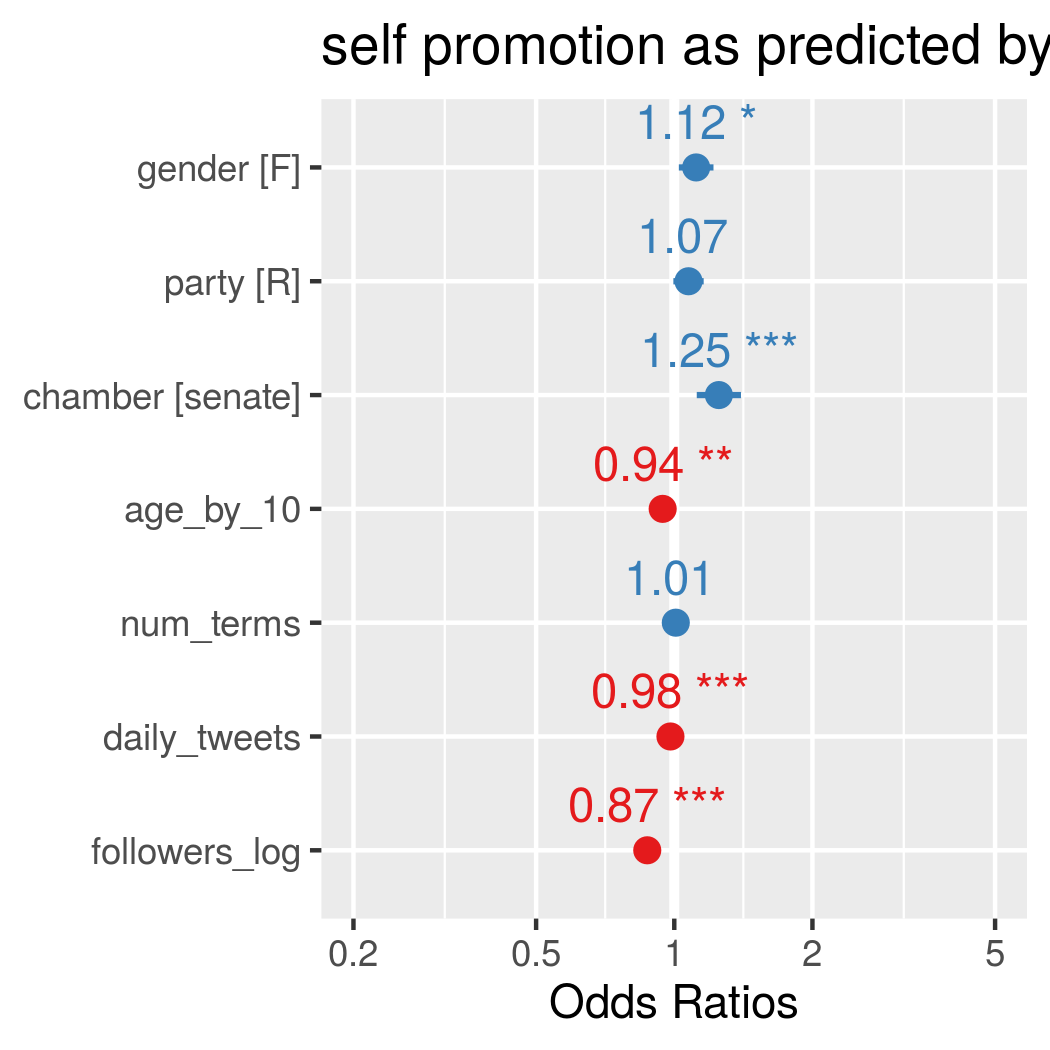 self promotion as predicted by
1.12 *
gender [F]
1.07
party [R]
1.25 ***
chamber [senate]
0.94 **
age_by_10
1.01
num_terms
0.98 ***
daily_tweets
0.87 ***
followers_log
0.2 0.5 1 2 5
Odds Ratios